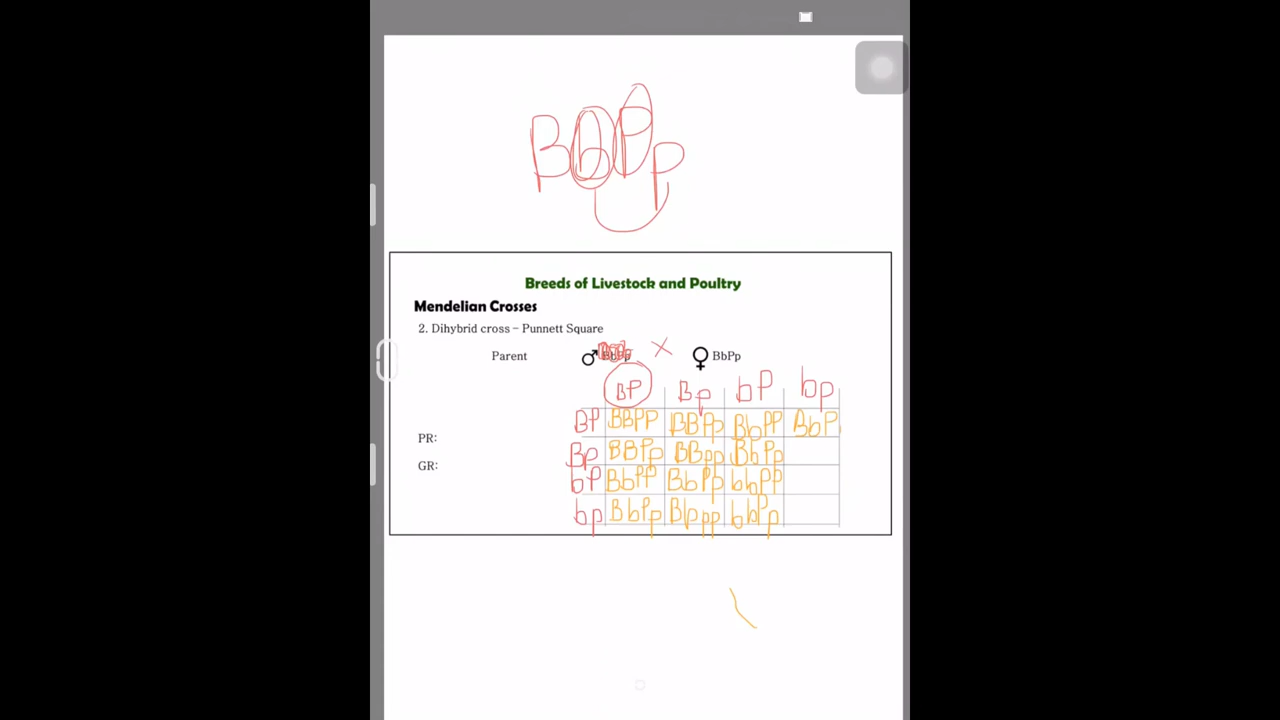 BbPp
Breeds of Livestock and Poultry
Mendelian Crosses
2. Dihybrid cross – Punnett Square
Parent ♂ × ♀ BbPp
BP Bp bP bp
BP BBPP BBPp BbPP BbP
PR:
Bp BBPp BBpp BbPp
GR:
bP BbPP BbPp bbPP
bp BbPp Bbpp bbPp